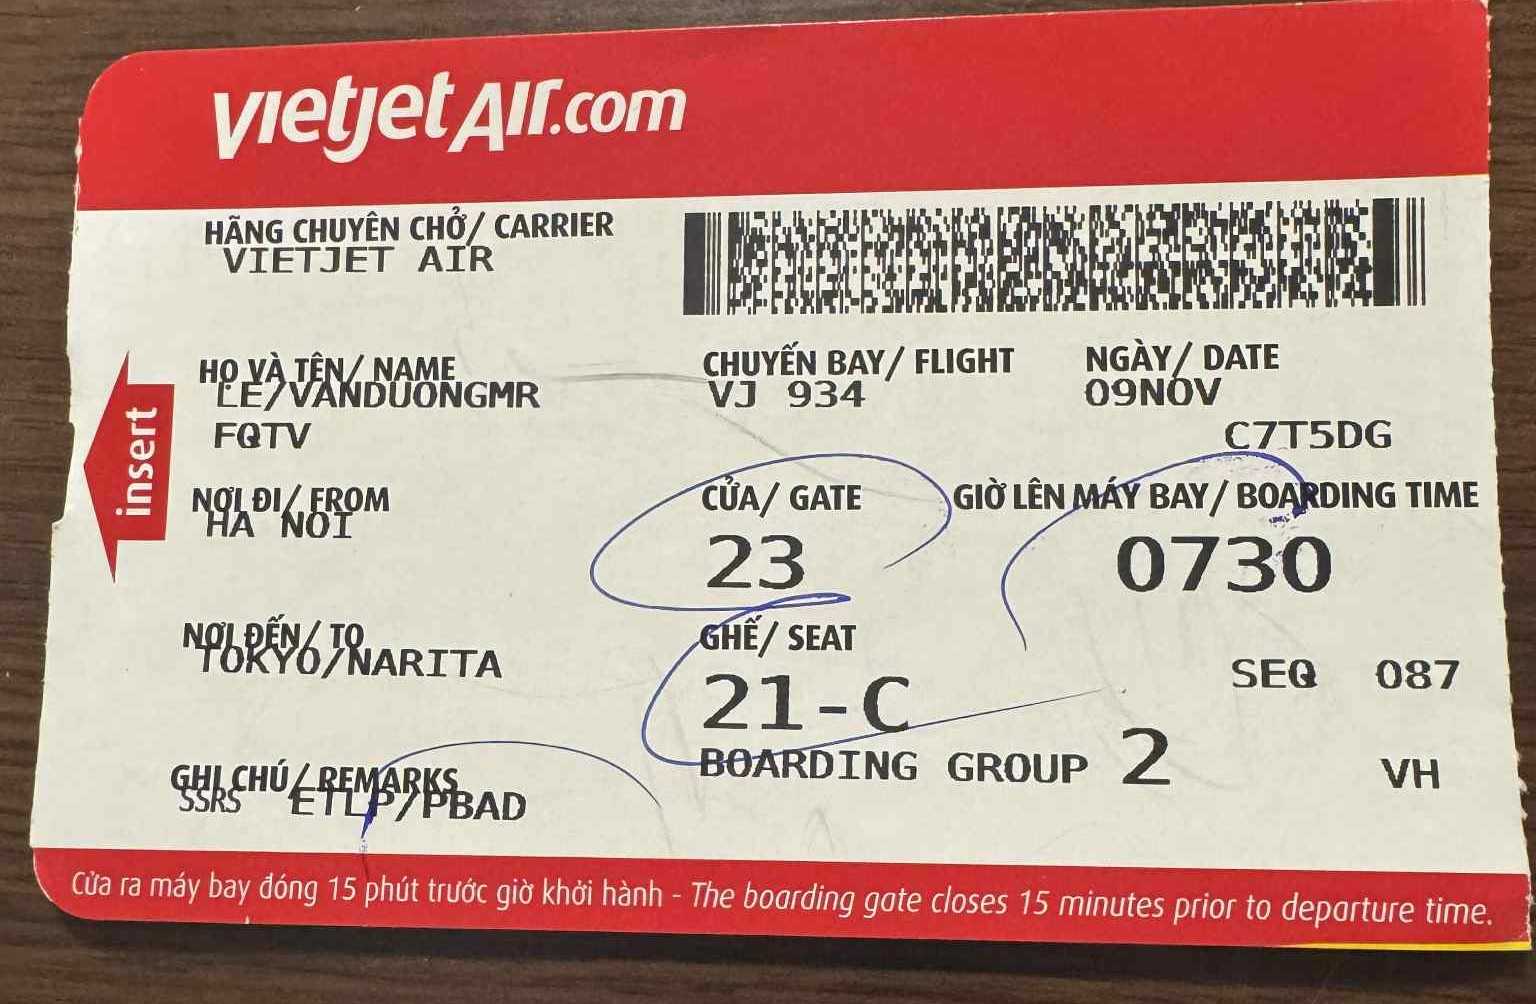 vietjetAir.com
HÃNG CHUYÊN CHỞ/ CARRIER
VIETJET AIR
HỌ VÀ TÊN/ NAME
LE/VANDUONGMR
FQTV
CHUYẾN BAY/ FLIGHT
VJ 934
NGÀY/ DATE
09NOV
C7T5DG
insert
NƠI ĐI/ FROM
HA NOI
CỬA/ GATE
23
GIỜ LÊN MÁY BAY/ BOARDING TIME
0730
NƠI ĐẾN/ TO
TOKYO/NARITA
GHẾ/ SEAT
21-C
SEQ 087
BOARDING GROUP 2
VH
GHI CHÚ/ REMARKS
SSRS ETLP/PBAD
Cửa ra máy bay đóng 15 phút trước giờ khởi hành - The boarding gate closes 15 minutes prior to departure time.